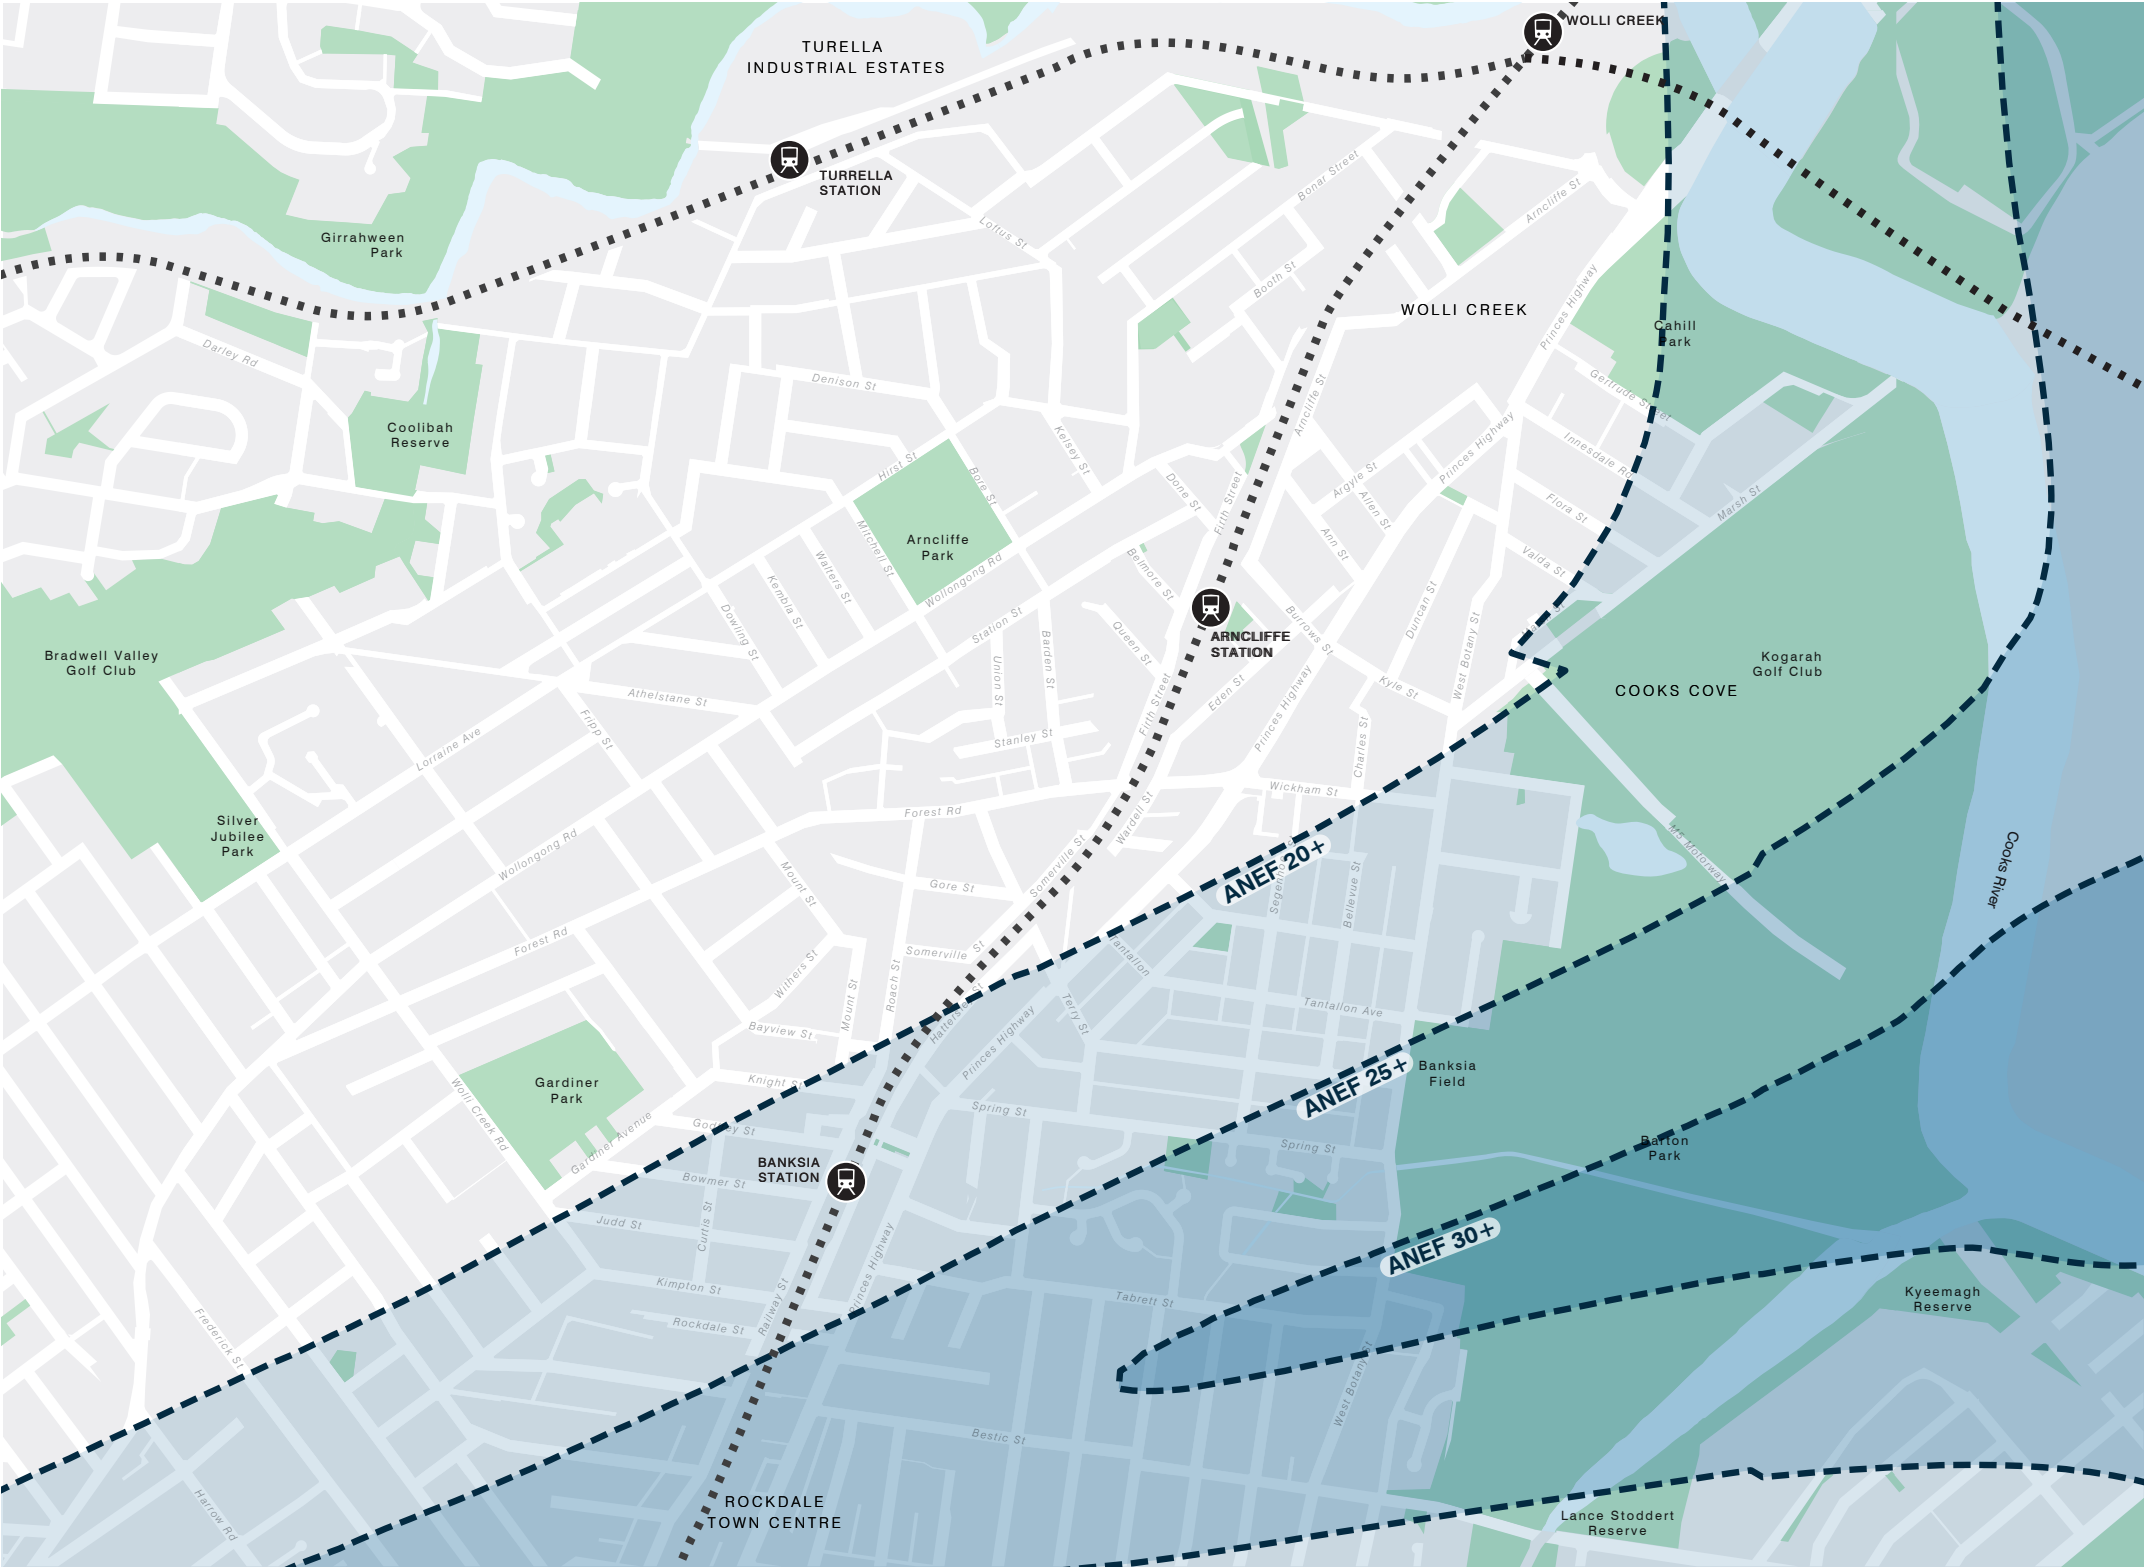 WOLLI CREEK
TURELLA
INDUSTRIAL ESTATES
TURRELLA
STATION
Bonar Street
Arncliffe St
Loftus St
Girrahween
Park
Booth St
Princes Highway
WOLLI CREEK
Cahill
Park
Darley Rd
Denison St
Gertrude Street
Arncliffe St
Coolibah
Reserve
Kelsey St
Princes Highway
Innesdale Rd
Hirst St
Bore St
Done St
Argyle St
Allen St
Flora St
Marsh St
Firth Street
Arncliffe
Park
Mitchell St
Walters St
Ann St
Valda St
Wollongong Rd
Belmore St
Kembla St
Dowling St
Station St
Duncan St
ARNCLIFFE
STATION
Burrows St
Queen St
Barden St
Union St
West Botany St
Bradwell Valley
Golf Club
Kogarah
Golf Club
COOKS COVE
Athelstane St
Eden St
Kyle St
Firth Street
Princes Highway
Fripp St
Lorraine Ave
Stanley St
Charles St
Wickham St
Forest Rd
Wardell St
Silver
Jubilee
Park
Wollongong Rd
M5 Motorway
Cooks River
ANEF 20+
Somerville St
Mount St
Gore St
Bellevue St
Forest Rd
Somerville St
Tantallon
Withers St
Roach St
Mount St
Terry St
Tantallon Ave
Bayview St
Princes Highway
Banksia
Field
ANEF 25+
Knight St
Gardiner
Park
Wolli Creek Rd
Spring St
Godfrey St
Gardiner Avenue
Spring St
Barton
Park
BANKSIA
STATION
Bowmer St
Judd St
Curtis St
Princes Highway
ANEF 30+
Kimpton St
Railway St
Tabrett St
Kyeemagh
Reserve
Rockdale St
Frederick St
West Botany St
Bestic St
Harrow Rd
ROCKDALE
TOWN CENTRE
Lance Stoddert
Reserve